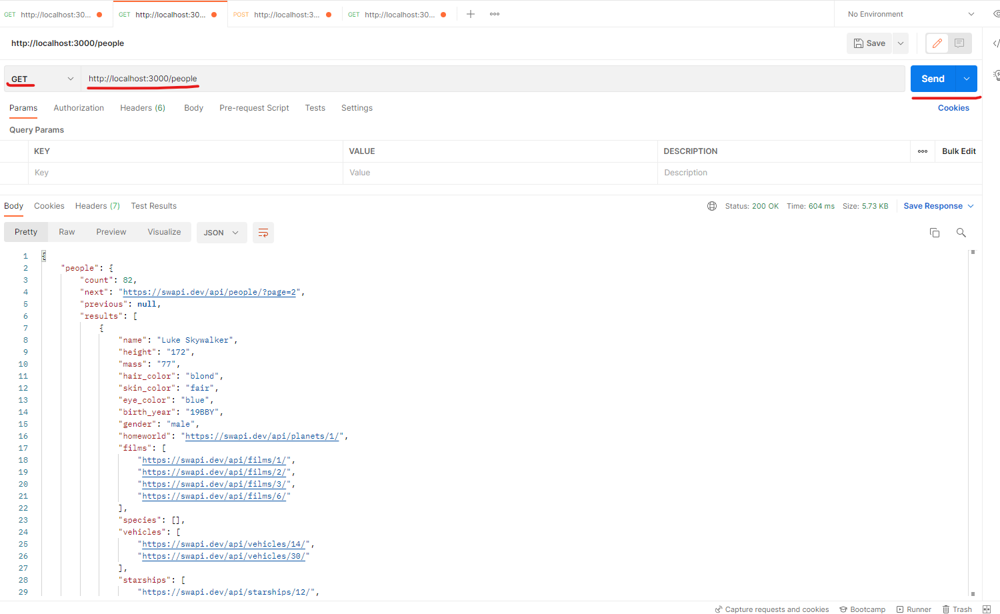 GET http://localhost:30... GET http://localhost:30... POST http://localhost:30... GET http://localhost:30... No Environment
http://localhost:3000/people Save
GET http://localhost:3000/people Send
Params Authorization Headers (6) Body Pre-request Script Tests Settings Cookies
Query Params
KEY VALUE DESCRIPTION Bulk Edit
Key Value Description
Body Cookies Headers (7) Test Results Status: 200 OK Time: 604 ms Size: 5.73 KB Save Response
Pretty Raw Preview Visualize JSON
1 {
2 "people": {
3 "count": 82,
4 "next": "https://swapi.dev/api/people/?page=2",
5 "previous": null,
6 "results": [
7 {
8 "name": "Luke Skywalker",
9 "height": "172",
10 "mass": "77",
11 "hair_color": "blond",
12 "skin_color": "fair",
13 "eye_color": "blue",
14 "birth_year": "19BBY",
15 "gender": "male",
16 "homeworld": "https://swapi.dev/api/planets/1/",
17 "films": [
18 "https://swapi.dev/api/films/1/",
19 "https://swapi.dev/api/films/2/",
20 "https://swapi.dev/api/films/3/",
21 "https://swapi.dev/api/films/6/"
22 ],
23 "species": [],
24 "vehicles": [
25 "https://swapi.dev/api/vehicles/14/",
26 "https://swapi.dev/api/vehicles/30/"
27 ],
28 "starships": [
29 "https://swapi.dev/api/starships/12/",
Capture requests and cookies Bootcamp Runner Trash